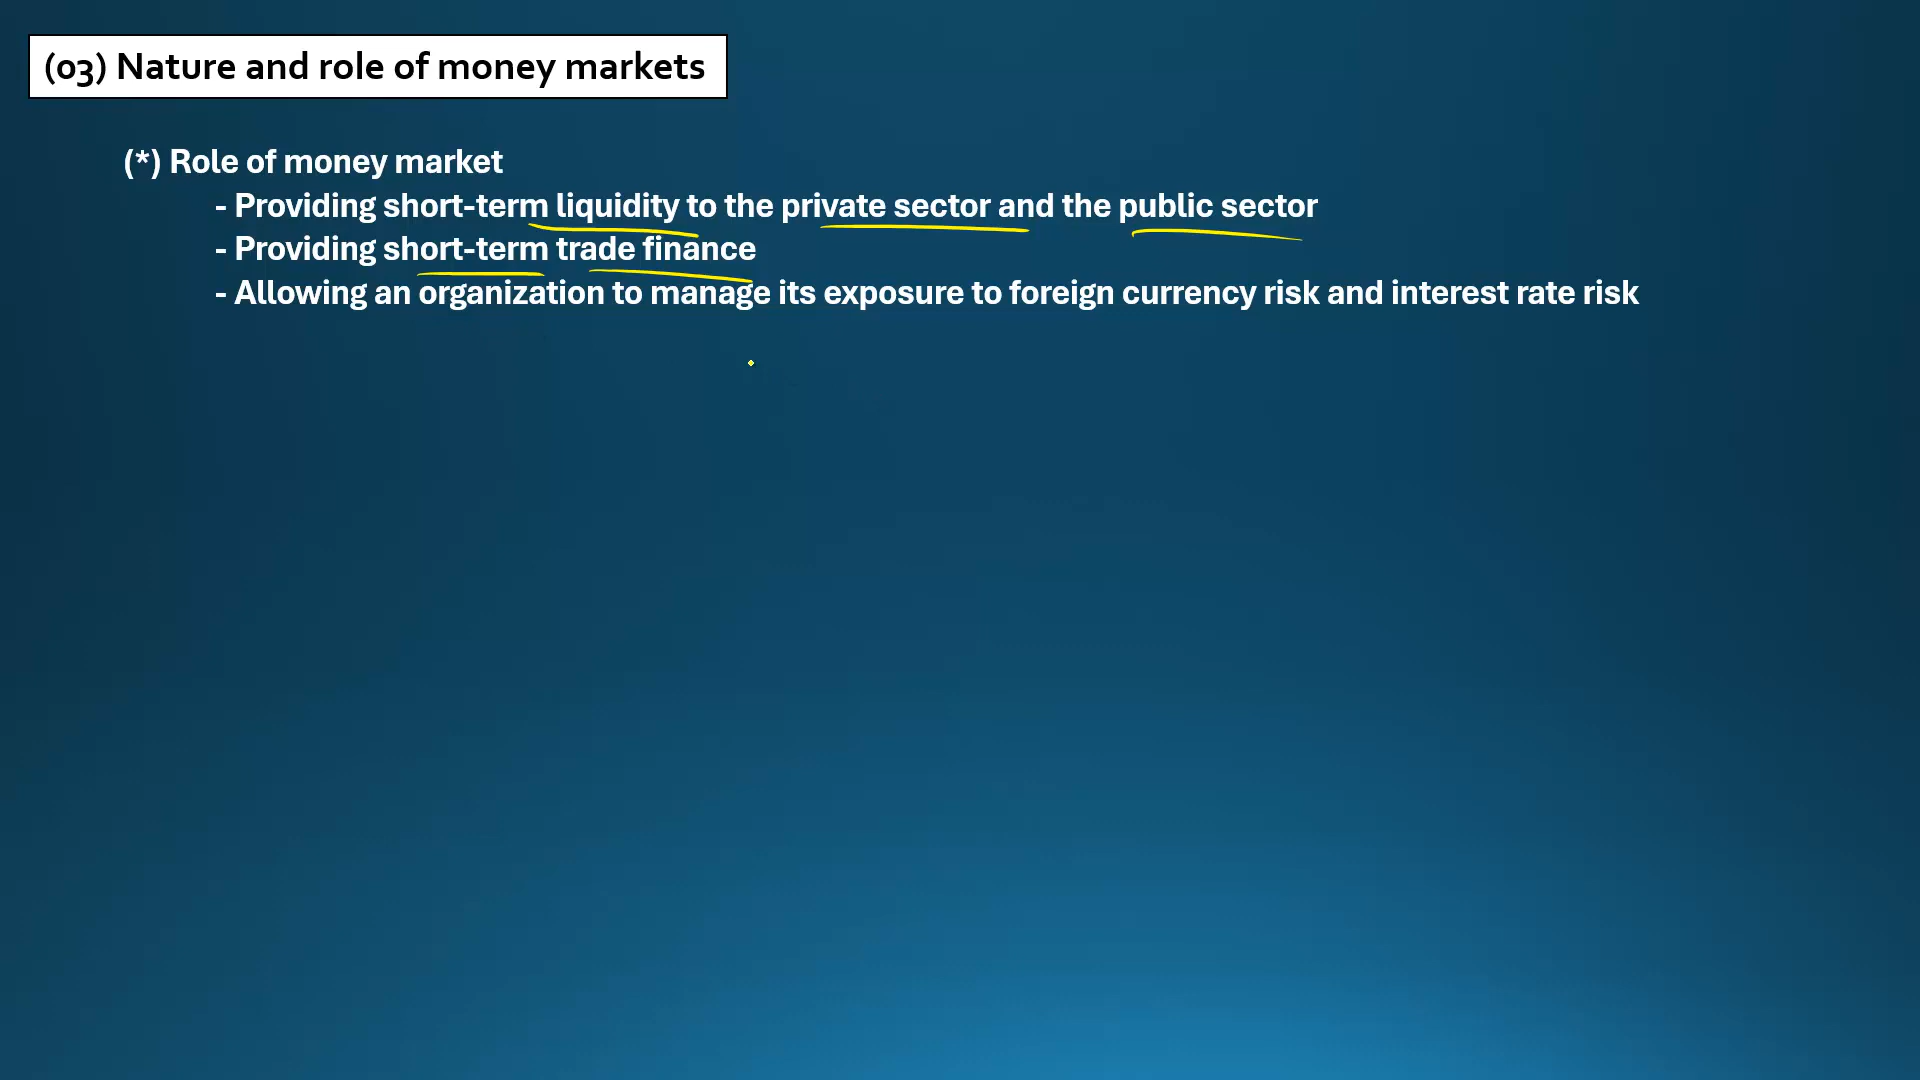 (03) Nature and role of money markets
(*) Role of money market
- Providing short-term liquidity to the private sector and the public sector
- Providing short-term trade finance
- Allowing an organization to manage its exposure to foreign currency risk and interest rate risk